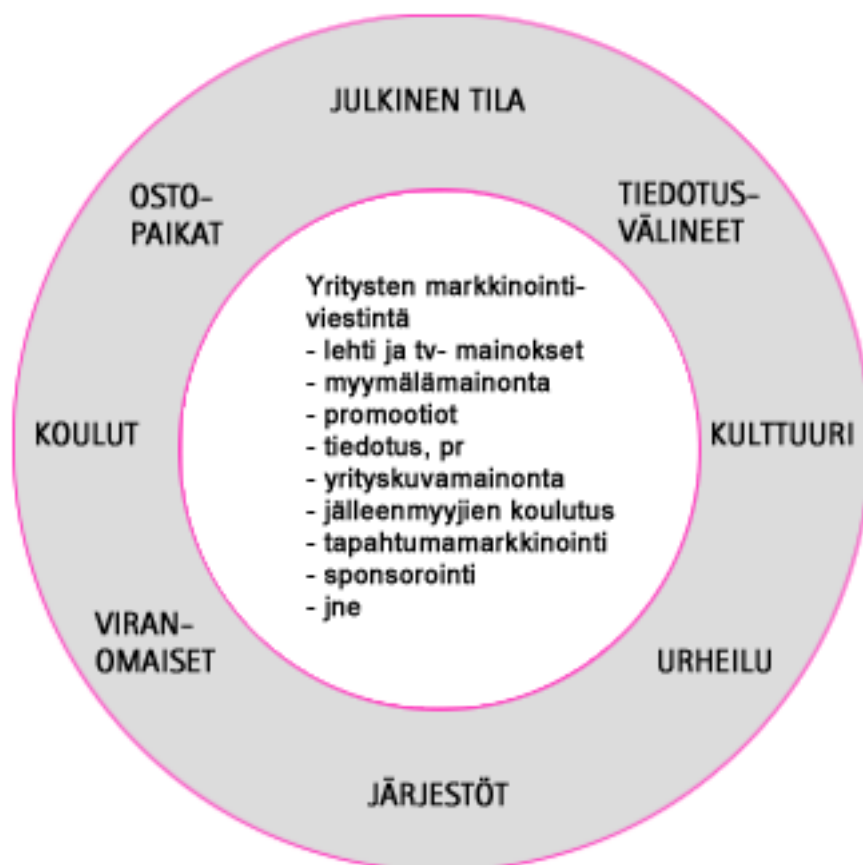 JULKINEN TILA
OSTO-
PAIKAT
TIEDOTUS-
VÄLINEET
Yritysten markkinointi-
viestintä
- lehti ja tv- mainokset
- myymälämainonta
- promootiot
- tiedotus, pr
- yrityskuvamainonta
- jälleenmyyjien koulutus
- tapahtumamarkkinointi
- sponsorointi
- jne
KOULUT
KULTTUURI
VIRAN-
OMAISET
URHEILU
JÄRJESTÖT